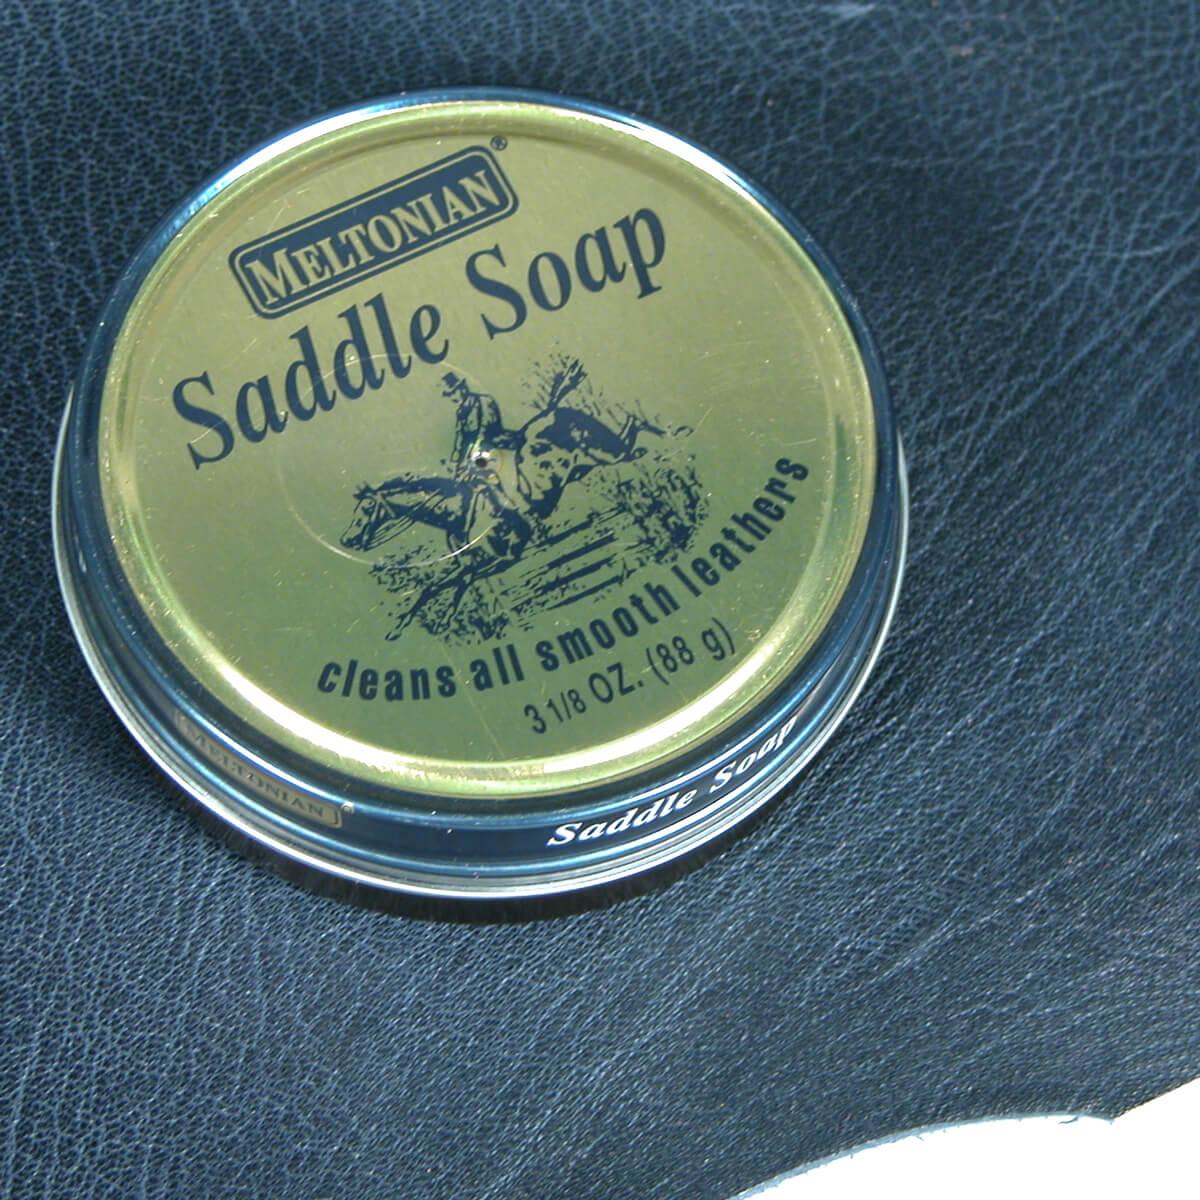 MELTONIAN®
Saddle Soap
cleans all smooth leathers
3 1/8 OZ. (88 g)
MELTONIAN®
Saddle Soap